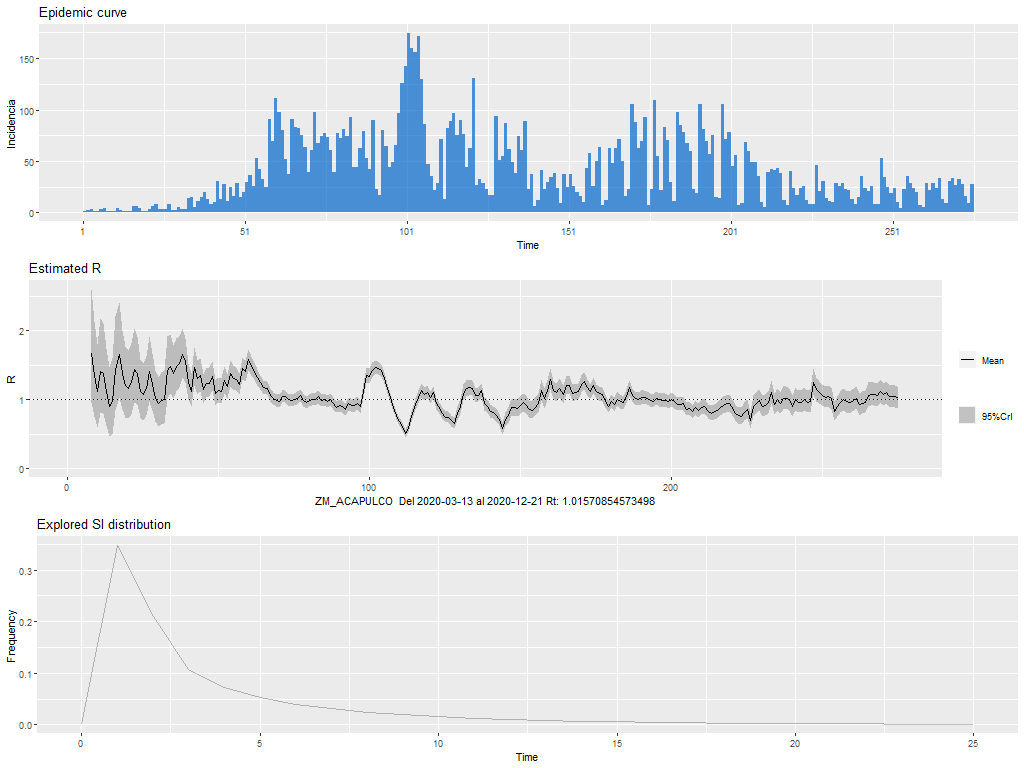 Epidemic curve
Incidencia
150
100
50
0
1
51
101
151
201
251
Time
Estimated R
R
2
1
0
0
100
200
Mean
95%CrI
ZM_ACAPULCO Del 2020-03-13 al 2020-12-21 Rt: 1.01570854573498
Explored SI distribution
Frequency
0.3
0.2
0.1
0.0
0
5
10
15
20
25
Time